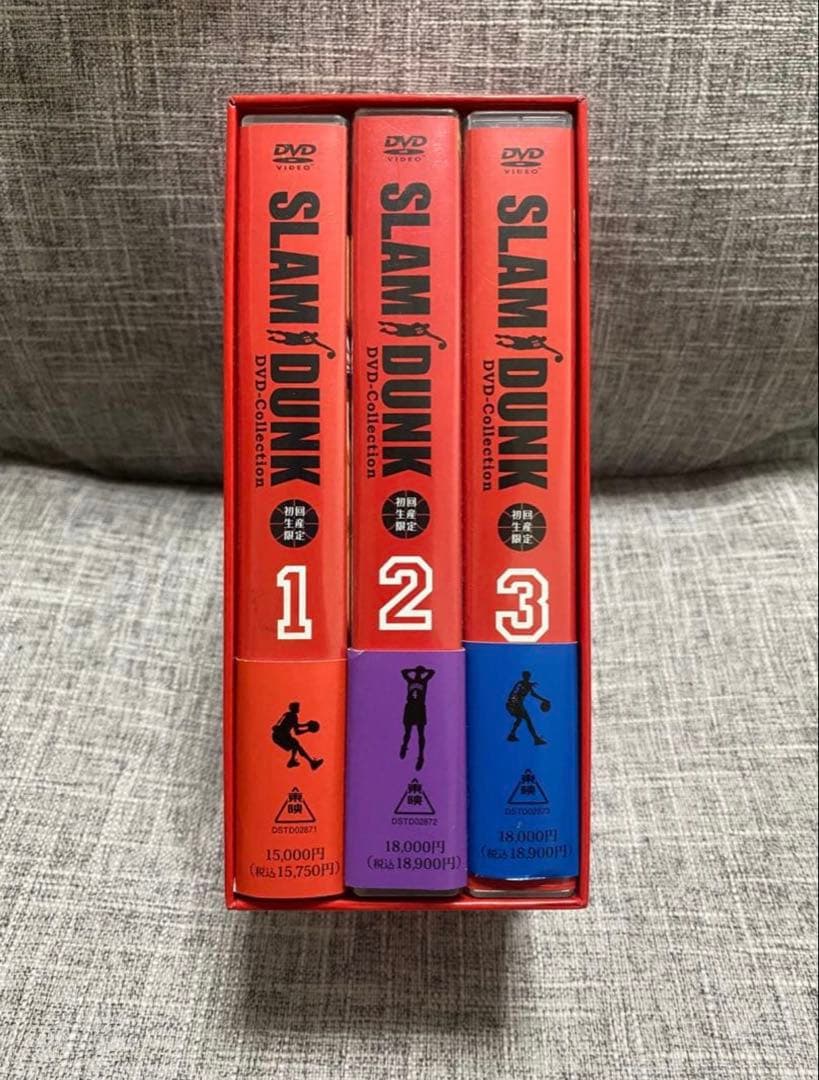 DVD
VIDEO
SLAM DUNK
DVD-Collection
初回
生産
限定
1
東映
DSTD02871
15,000円
(税込15,750円)
DVD
VIDEO
SLAM DUNK
DVD-Collection
初回
生産
限定
2
4
東映
DSTD02872
18,000円
(税込18,900円)
DVD
VIDEO
SLAM DUNK
DVD-Collection
初回
生産
限定
3
東映
DSTD02873
18,000円
(税込18,900円)